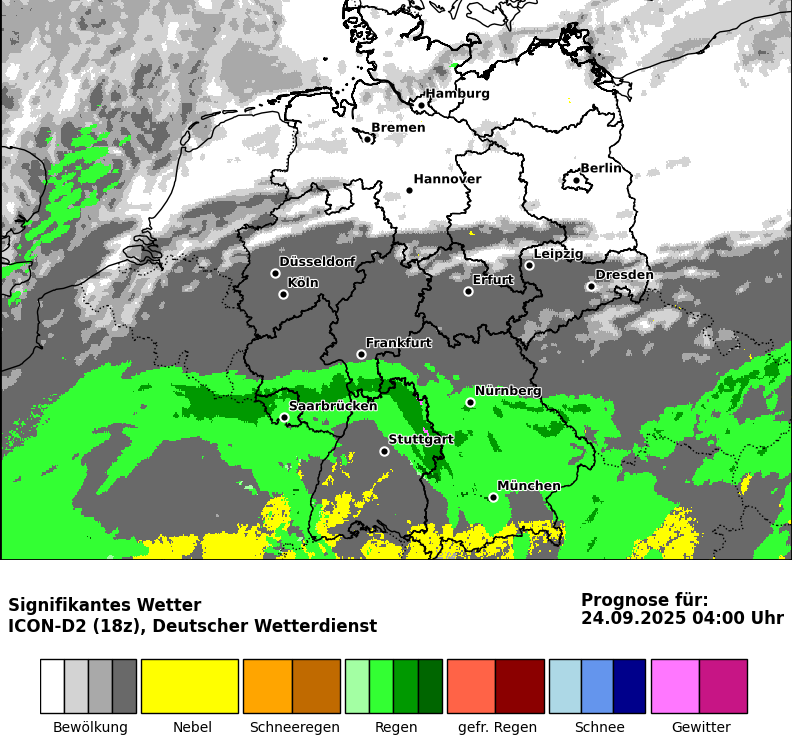 Hamburg
Bremen
Berlin
Hannover
Leipzig
Düsseldorf
Dresden
Köln
Erfurt
Frankfurt
Nürnberg
Saarbrücken
Stuttgart
München
Signifikantes Wetter
ICON-D2 (18z), Deutscher Wetterdienst
Prognose für:
24.09.2025 04:00 Uhr
Bewölkung Nebel Schneeregen Regen gefr. Regen Schnee Gewitter